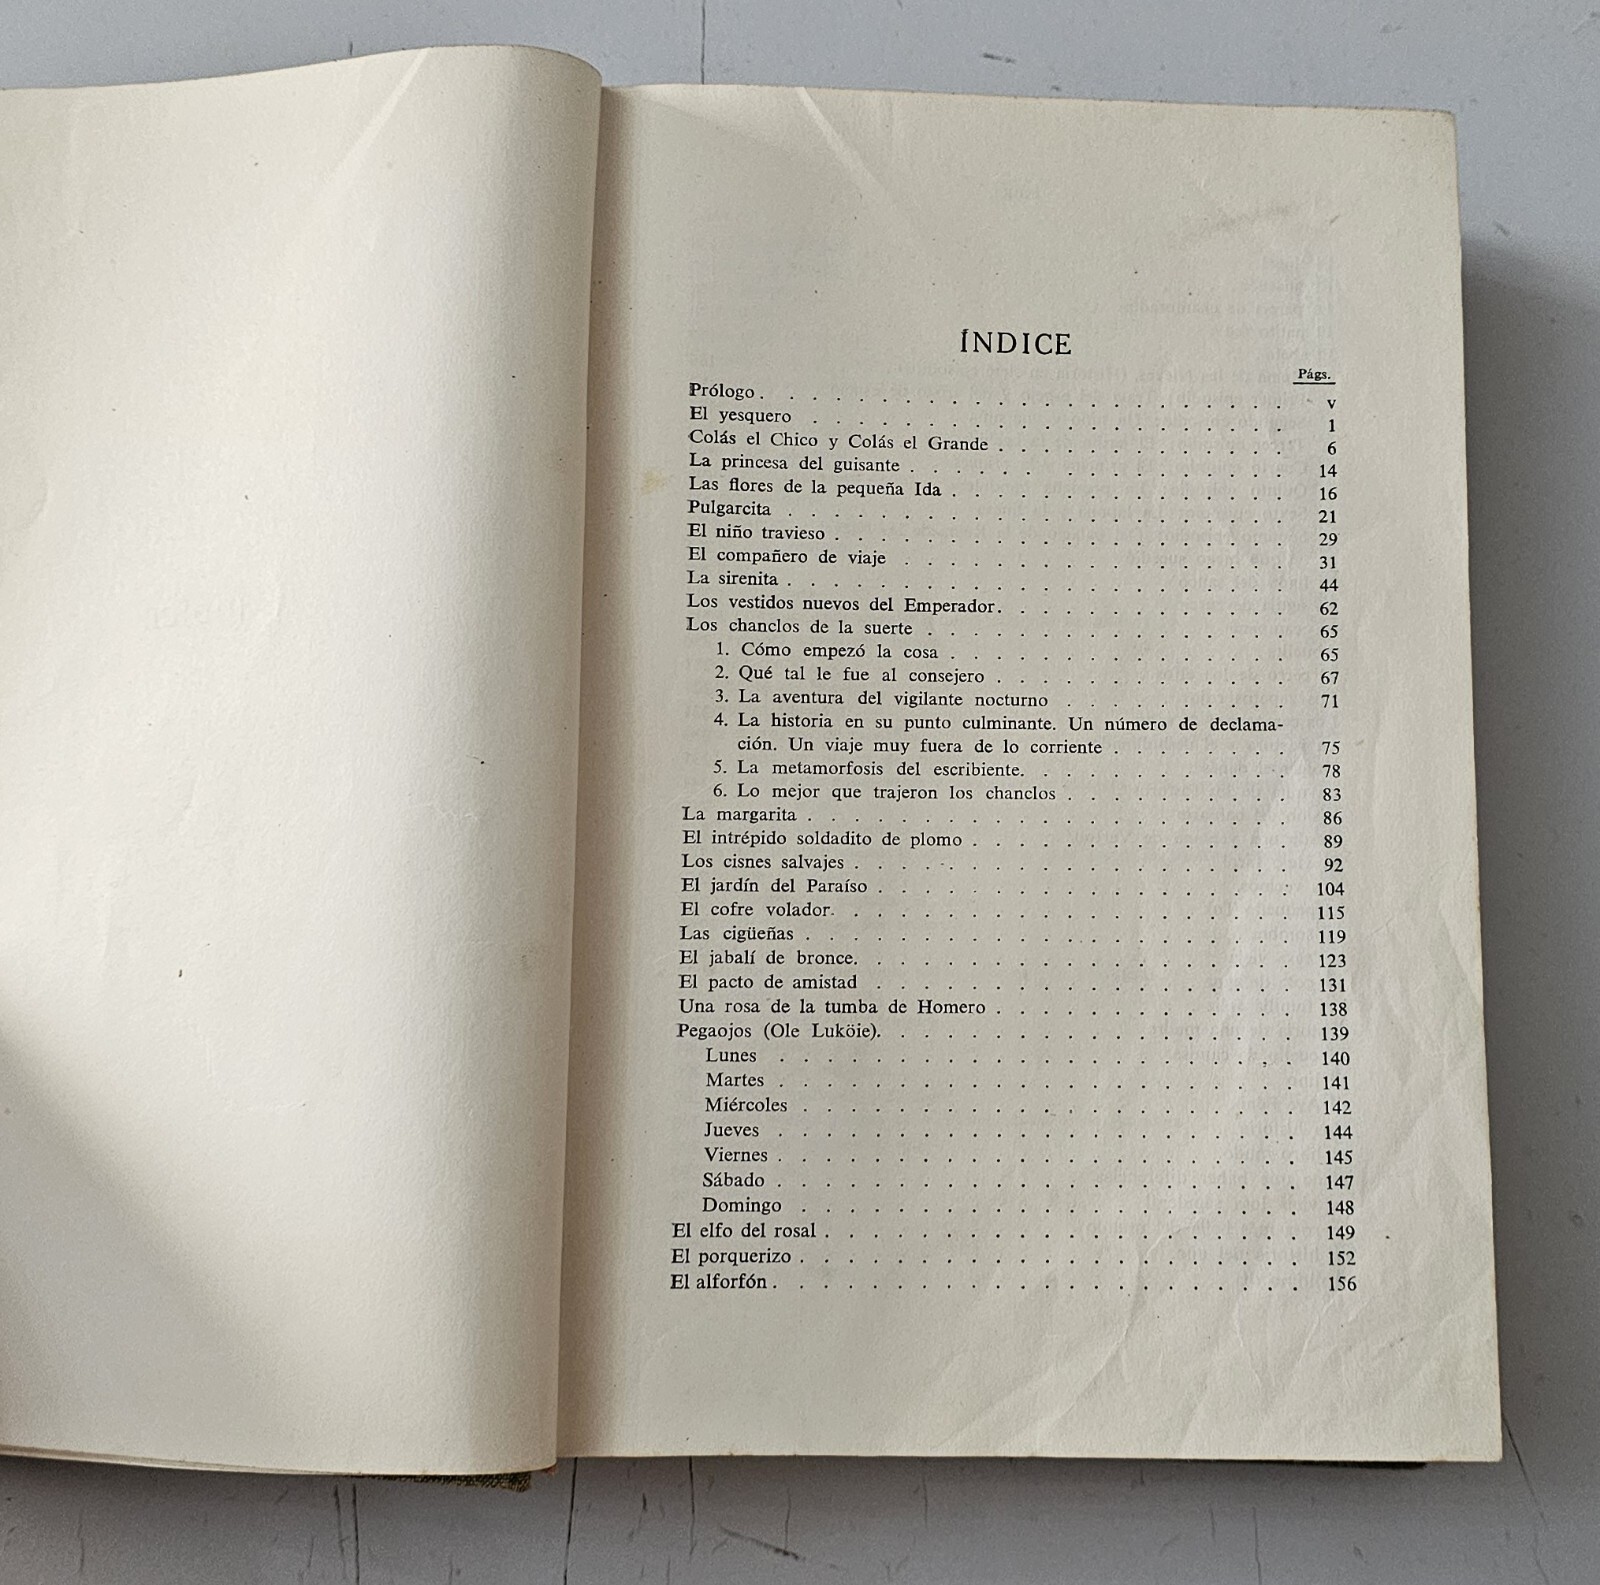 ÍNDICE
Págs.
Prólogo . . . . . . . . . . . . . . . . . . . . . . v
El yesquero . . . . . . . . . . . . . . . . . . . . 1
Colás el Chico y Colás el Grande . . . . . . . . . . . . 6
La princesa del guisante . . . . . . . . . . . . . . . 14
Las flores de la pequeña Ida . . . . . . . . . . . . . . 16
Pulgarcita . . . . . . . . . . . . . . . . . . . . . 21
El niño travieso . . . . . . . . . . . . . . . . . . . 29
El compañero de viaje . . . . . . . . . . . . . . . . 31
La sirenita . . . . . . . . . . . . . . . . . . . . . 44
Los vestidos nuevos del Emperador. . . . . . . . . . . . . 62
Los chanclos de la suerte . . . . . . . . . . . . . . . 65
1. Cómo empezó la cosa . . . . . . . . . . . . . . 65
2. Qué tal le fue al consejero . . . . . . . . . . . . 67
3. La aventura del vigilante nocturno . . . . . . . . . . 71
4. La historia en su punto culminante. Un número de declama-
ción. Un viaje muy fuera de lo corriente . . . . . . . . 75
5. La metamorfosis del escribiente. . . . . . . . . . . . 78
6. Lo mejor que trajeron los chanclos . . . . . . . . . . 83
La margarita . . . . . . . . . . . . . . . . . . . . 86
El intrépido soldadito de plomo . . . . . . . . . . . . . 89
Los cisnes salvajes . . . . . . . . . . . . . . . . . . 92
El jardín del Paraíso . . . . . . . . . . . . . . . . . 104
El cofre volador. . . . . . . . . . . . . . . . . . . 115
Las cigüeñas . . . . . . . . . . . . . . . . . . . . 119
El jabalí de bronce. . . . . . . . . . . . . . . . . . 123
El pacto de amistad . . . . . . . . . . . . . . . . . 131
Una rosa de la tumba de Homero . . . . . . . . . . . . . 138
Pegaojos (Ole Luköie). . . . . . . . . . . . . . . . . 139
Lunes . . . . . . . . . . . . . . . . . . . . . 140
Martes . . . . . . . . . . . . . . . . . . . . . 141
Miércoles . . . . . . . . . . . . . . . . . . . . 142
Jueves . . . . . . . . . . . . . . . . . . . . . 144
Viernes . . . . . . . . . . . . . . . . . . . . . 145
Sábado . . . . . . . . . . . . . . . . . . . . . 147
Domingo . . . . . . . . . . . . . . . . . . . . 148
El elfo del rosal . . . . . . . . . . . . . . . . . . . 149
El porquerizo . . . . . . . . . . . . . . . . . . . . 152
El alforfón . . . . . . . . . . . . . . . . . . . . . 156